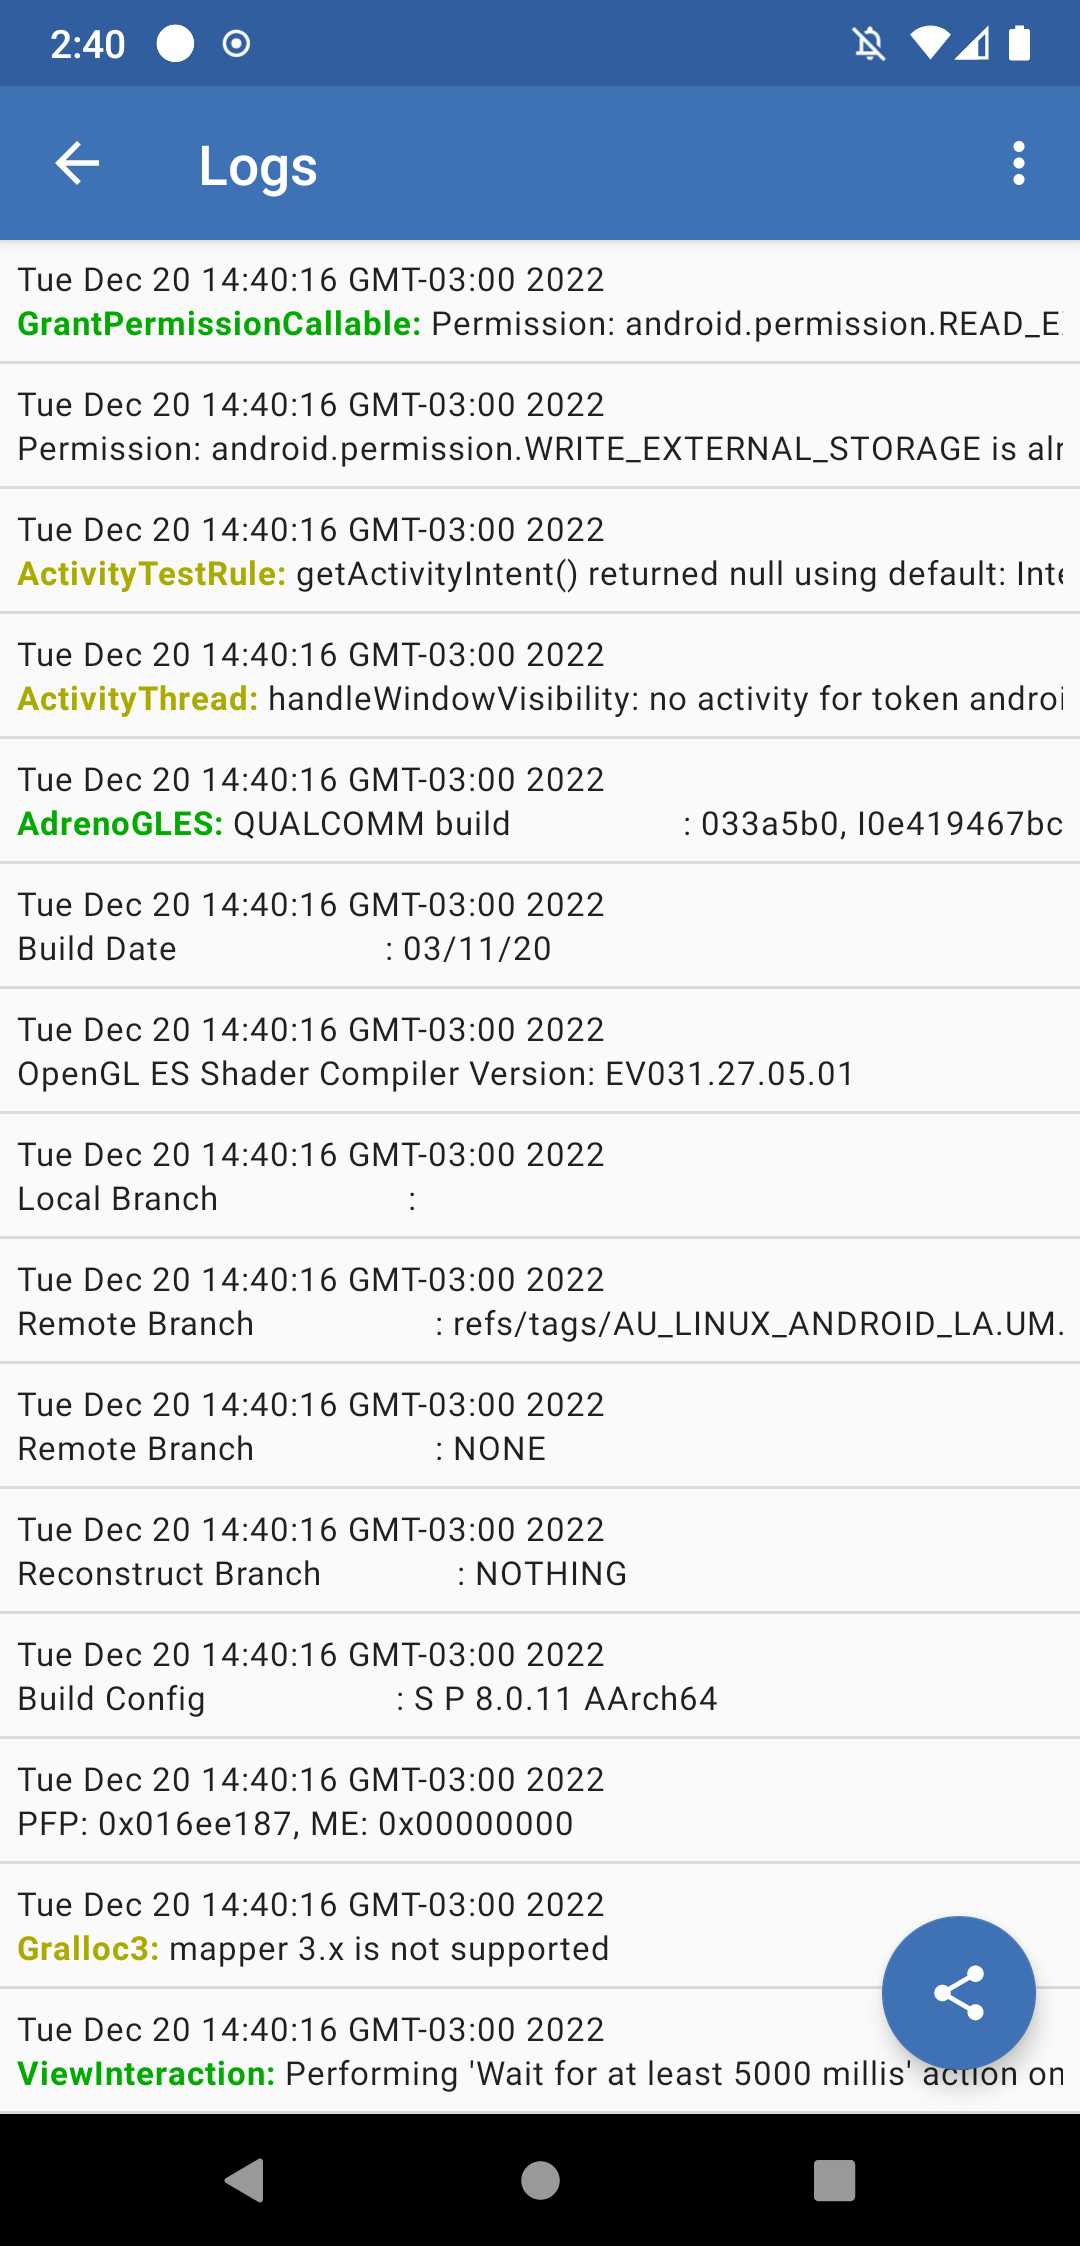 2:40
Logs
Tue Dec 20 14:40:16 GMT-03:00 2022
GrantPermissionCallable: Permission: android.permission.READ_E
Tue Dec 20 14:40:16 GMT-03:00 2022
Permission: android.permission.WRITE_EXTERNAL_STORAGE is alr
Tue Dec 20 14:40:16 GMT-03:00 2022
ActivityTestRule: getActivityIntent() returned null using default: Inte
Tue Dec 20 14:40:16 GMT-03:00 2022
ActivityThread: handleWindowVisibility: no activity for token androi
Tue Dec 20 14:40:16 GMT-03:00 2022
AdrenoGLES: QUALCOMM build : 033a5b0, I0e419467bc
Tue Dec 20 14:40:16 GMT-03:00 2022
Build Date : 03/11/20
Tue Dec 20 14:40:16 GMT-03:00 2022
OpenGL ES Shader Compiler Version: EV031.27.05.01
Tue Dec 20 14:40:16 GMT-03:00 2022
Local Branch :
Tue Dec 20 14:40:16 GMT-03:00 2022
Remote Branch : refs/tags/AU_LINUX_ANDROID_LA.UM.
Tue Dec 20 14:40:16 GMT-03:00 2022
Remote Branch : NONE
Tue Dec 20 14:40:16 GMT-03:00 2022
Reconstruct Branch : NOTHING
Tue Dec 20 14:40:16 GMT-03:00 2022
Build Config : S P 8.0.11 AArch64
Tue Dec 20 14:40:16 GMT-03:00 2022
PFP: 0x016ee187, ME: 0x00000000
Tue Dec 20 14:40:16 GMT-03:00 2022
Gralloc3: mapper 3.x is not supported
Tue Dec 20 14:40:16 GMT-03:00 2022
ViewInteraction: Performing 'Wait for at least 5000 millis' action on